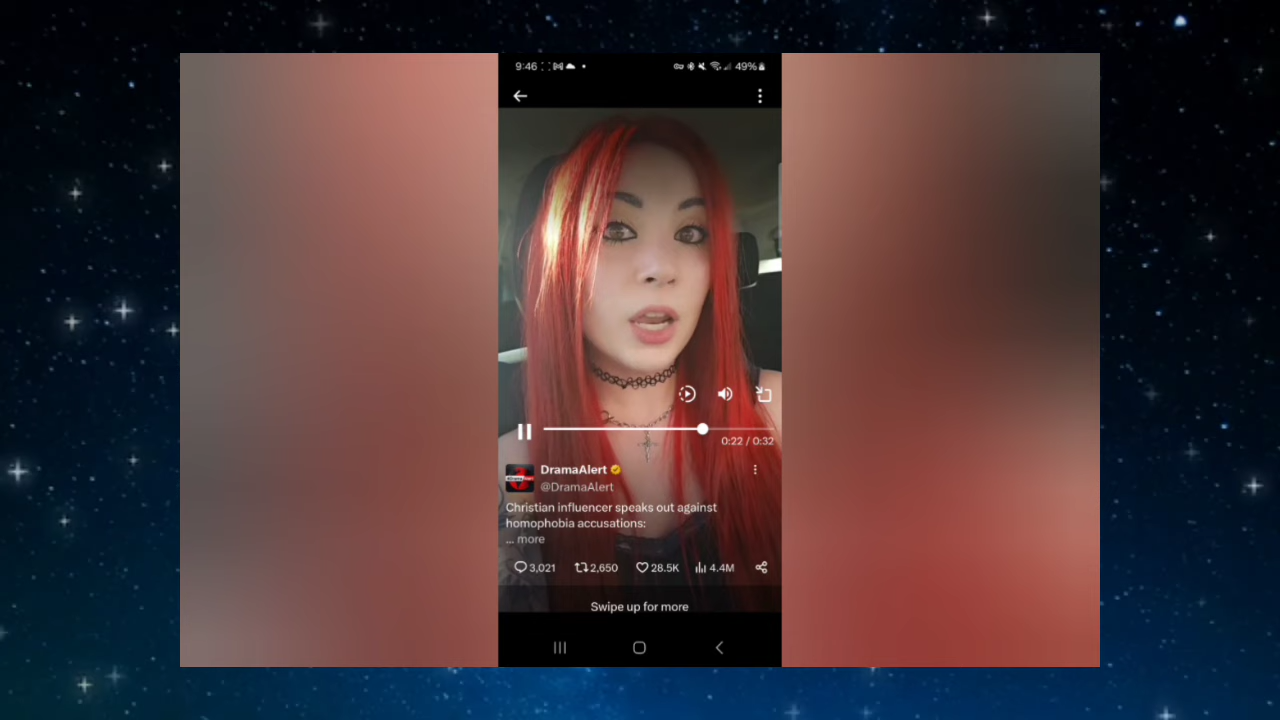 9:46
49%
0:22 / 0:32
DramaAlert
@DramaAlert
Christian influencer speaks out against
homophobia accusations:
... more
3,021 2,650 28.5K 4.4M
Swipe up for more